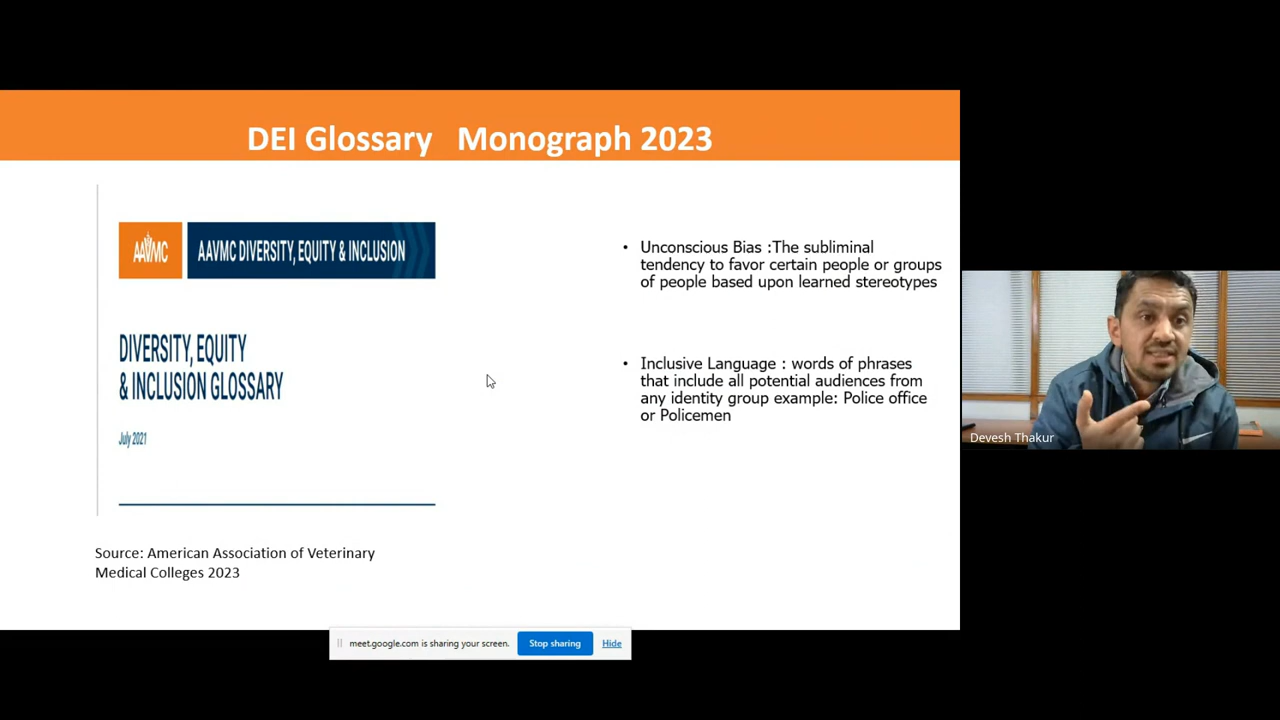 DEI Glossary Monograph 2023
AAVMC
AAVMC DIVERSITY, EQUITY & INCLUSION
DIVERSITY, EQUITY
& INCLUSION GLOSSARY
July 2021
Source: American Association of Veterinary
Medical Colleges 2023
• Unconscious Bias :The subliminal
tendency to favor certain people or groups
of people based upon learned stereotypes
• Inclusive Language : words of phrases
that include all potential audiences from
any identity group example: Police office
or Policemen
Devesh Thakur
meet.google.com is sharing your screen. Stop sharing Hide